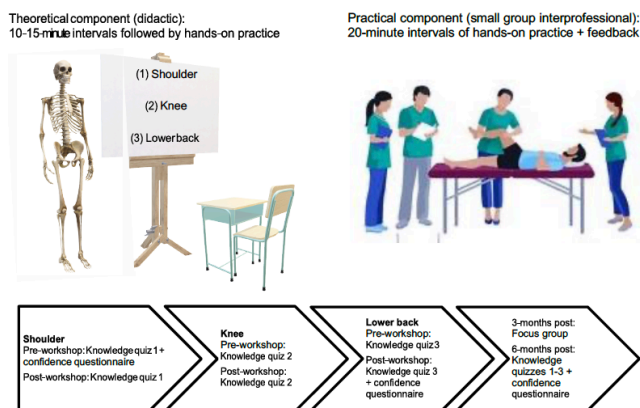 Theoretical component (didactic):
10-15-minute intervals followed by hands-on practice
Practical component (small group interprofessional):
20-minute intervals of hands-on practice + feedback
(1) Shoulder
(2) Knee
(3) Lowerback
Shoulder
Pre-workshop: Knowledge quiz 1 +
confidence questionnaire
Post-workshop: Knowledge quiz 1
Knee
Pre-workshop:
Knowledge quiz 2
Post-workshop:
Knowledge quiz 2
Lower back
Pre-workshop:
Knowledge quiz3
Post-workshop:
Knowledge quiz 3
+ confidence
questionnaire
3-months post:
Focus group
6-months post:
Knowledge
quizzes 1-3 +
confidence
questionnaire